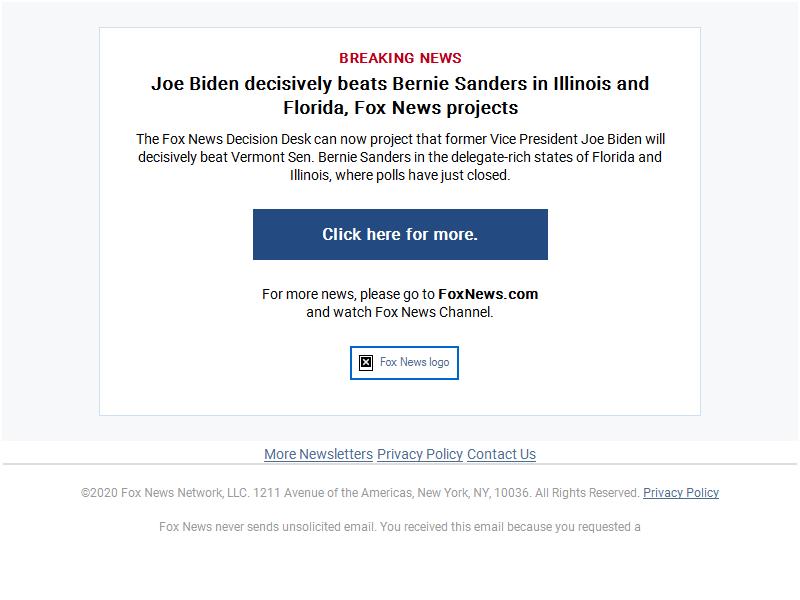 BREAKING NEWS
Joe Biden decisively beats Bernie Sanders in Illinois and
Florida, Fox News projects
The Fox News Decision Desk can now project that former Vice President Joe Biden will
decisively beat Vermont Sen. Bernie Sanders in the delegate-rich states of Florida and
Illinois, where polls have just closed.
Click here for more.
For more news, please go to FoxNews.com
and watch Fox News Channel.
Fox News logo
More Newsletters Privacy Policy Contact Us
©2020 Fox News Network, LLC. 1211 Avenue of the Americas, New York, NY, 10036. All Rights Reserved. Privacy Policy
Fox News never sends unsolicited email. You received this email because you requested a